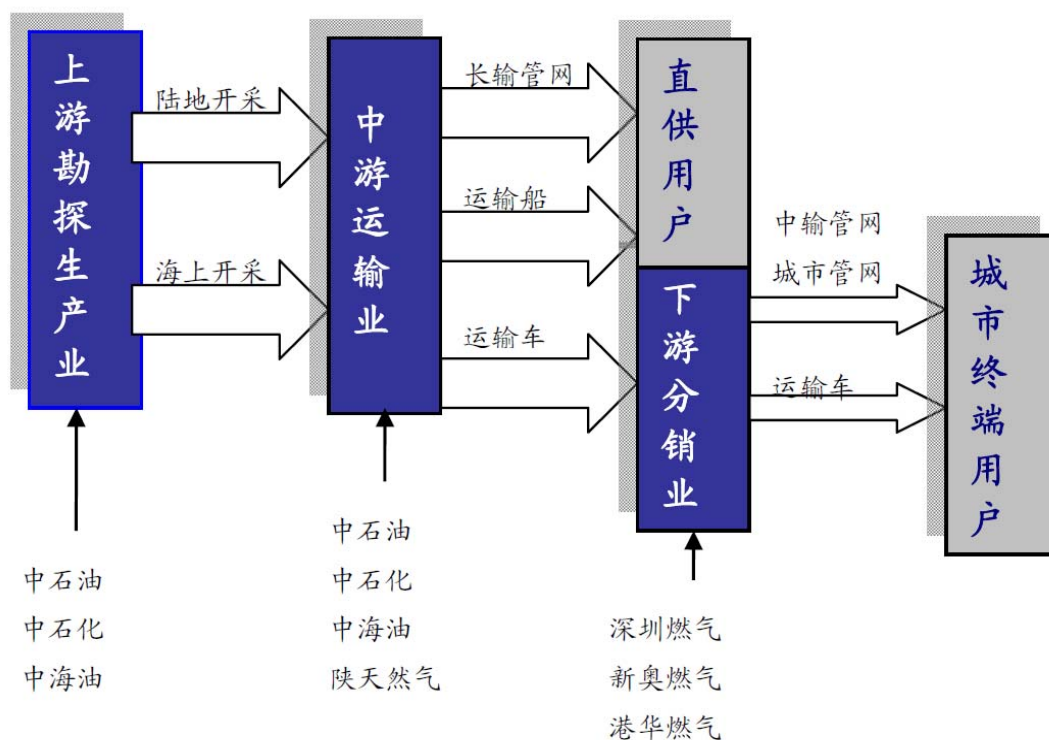 上游勘探生产业
陆地开采
海上开采
中游运输业
长输管网
运输船
运输车
直供用户
下游分销业
中输管网
城市管网
运输车
城市终端用户
中石油
中石化
中海油
中石油
中石化
中海油
陕天然气
深圳燃气
新奥燃气
港华燃气